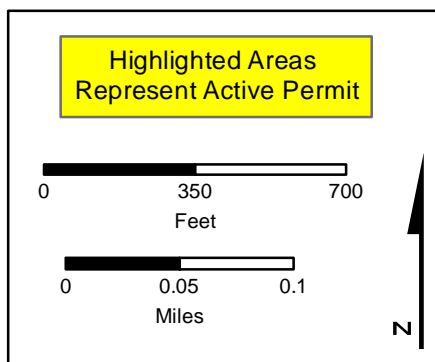 Highlighted Areas
Represent Active Permit
0 350 700
Feet
0 0.05 0.1
Miles
N